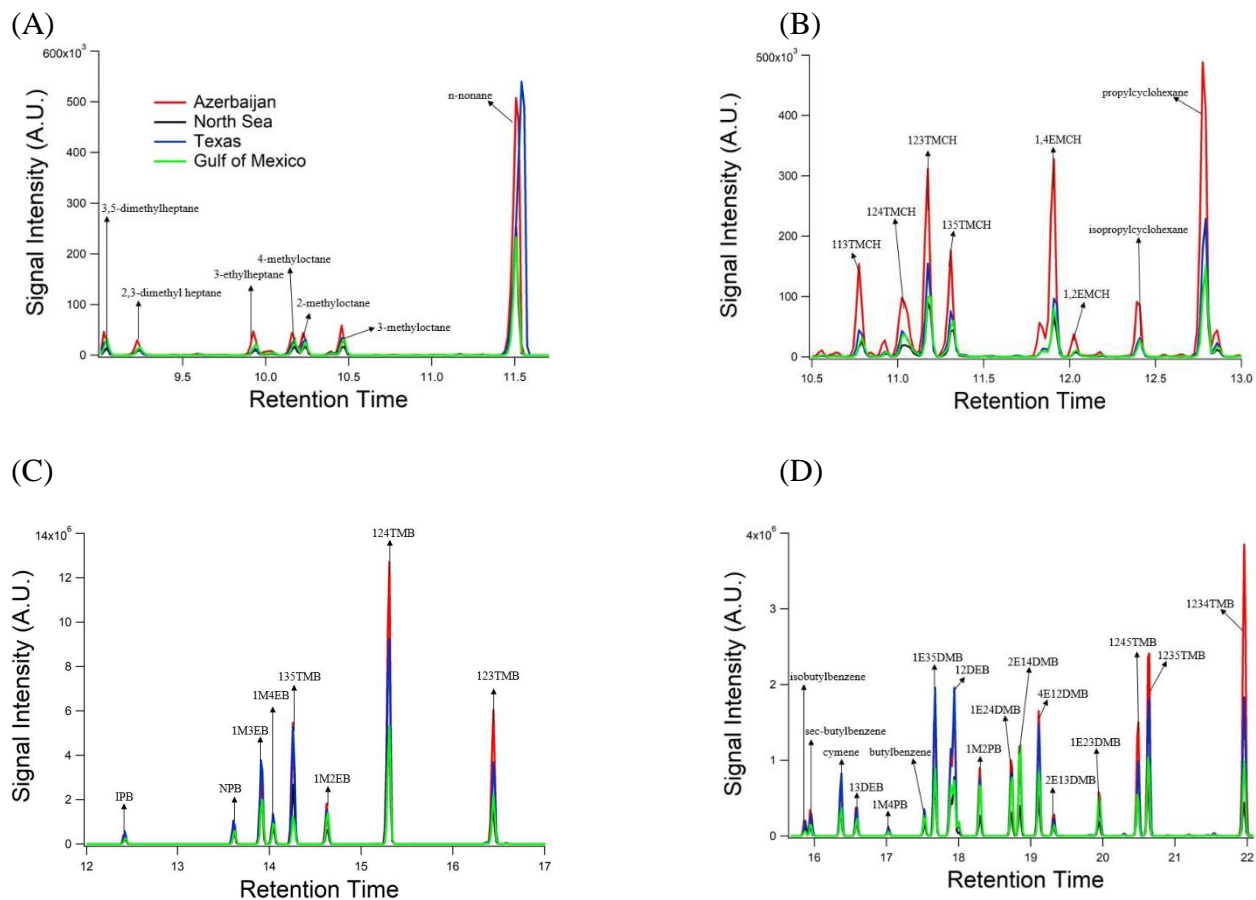 (A)
600x10³
500
400
300
200
100
0
Signal Intensity (A.U.)
Azerbaijan
North Sea
Texas
Gulf of Mexico
n-nonane
3,5-dimethylheptane
2,3-dimethyl heptane
3-ethylheptane
4-methyloctane
2-methyloctane
3-methyloctane
9.5
10.0
10.5
11.0
11.5
Retention Time
(B)
500x10³
400
300
200
100
0
Signal Intensity (A.U.)
propylcyclohexane
123TMCH
1,4EMCH
124TMCH
135TMCH
113TMCH
isopropylcyclohexane
1,2EMCH
10.5
11.0
11.5
12.0
12.5
13.0
Retention Time
(C)
14x10⁶
12
10
8
6
4
2
0
Signal Intensity (A.U.)
124TMB
135TMB
123TMB
1M4EB
1M3EB
1M2EB
IPB
NPB
12
13
14
15
16
17
Retention Time
(D)
4x10⁶
3
2
1
0
Signal Intensity (A.U.)
1234TMB
1E35DMB
2E14DMB
1245TMB
12DEB
1235TMB
isobutylbenzene
1E24DMB
4E12DMB
sec-butylbenzene
cymene
butylbenzene
1M2PB
1E23DMB
13DEB
2E13DMB
1M4PB
16
17
18
19
20
21
22
Retention Time